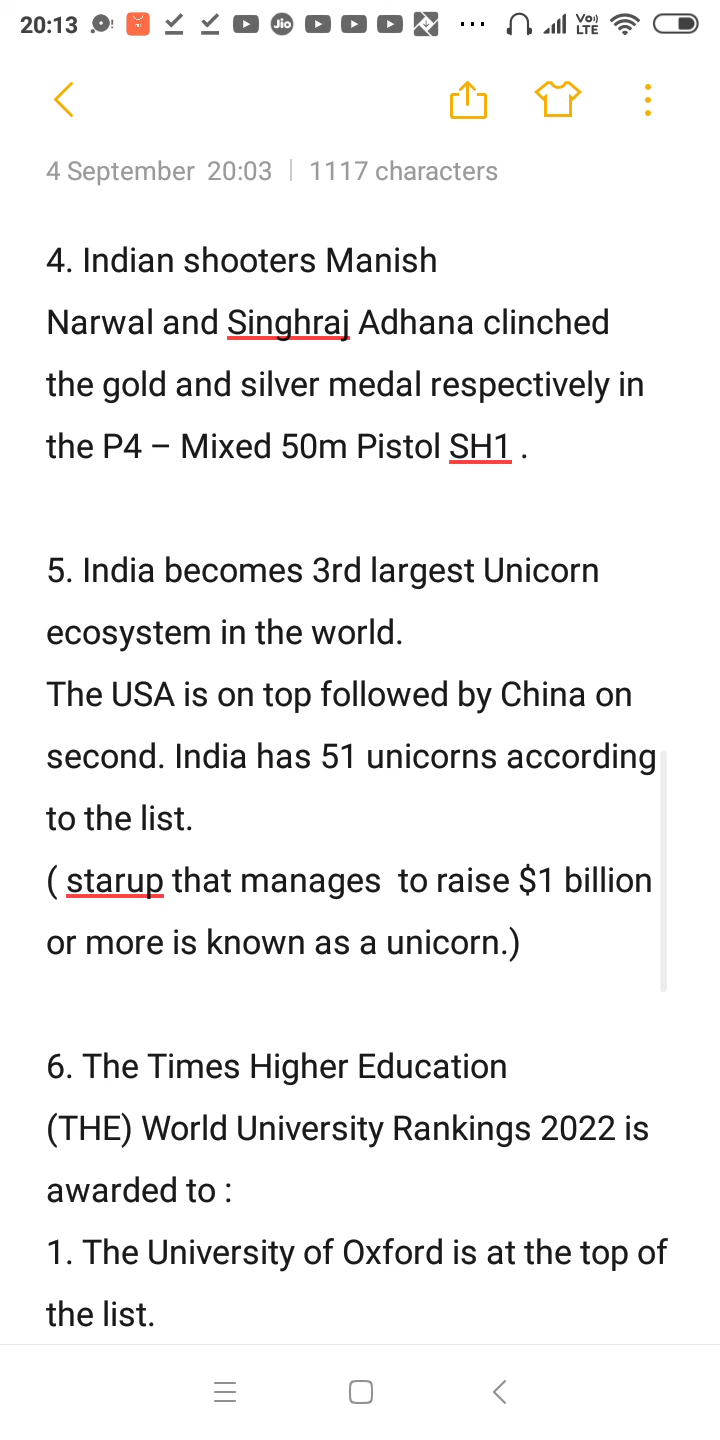 20:13
Jio
Vo))
LTE
4 September 20:03 | 1117 characters
4. Indian shooters Manish
Narwal and Singhraj Adhana clinched
the gold and silver medal respectively in
the P4 – Mixed 50m Pistol SH1 .
5. India becomes 3rd largest Unicorn
ecosystem in the world.
The USA is on top followed by China on
second. India has 51 unicorns according
to the list.
( starup that manages  to raise $1 billion
or more is known as a unicorn.)
6. The Times Higher Education
(THE) World University Rankings 2022 is
awarded to :
1. The University of Oxford is at the top of
the list.